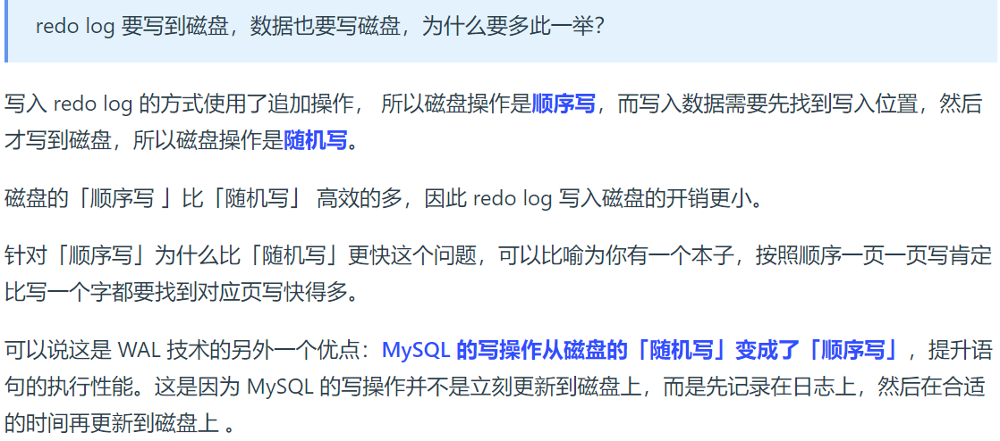 redo log 要写到磁盘，数据也要写磁盘，为什么要多此一举？
写入 redo log 的方式使用了追加操作， 所以磁盘操作是顺序写，而写入数据需要先找到写入位置，然后
才写到磁盘，所以磁盘操作是随机写。
磁盘的「顺序写 」比「随机写」 高效的多，因此 redo log 写入磁盘的开销更小。
针对「顺序写」为什么比「随机写」更快这个问题，可以比喻为你有一个本子，按照顺序一页一页写肯定
比写一个字都要找到对应页写快得多。
可以说这是 WAL 技术的另外一个优点：MySQL 的写操作从磁盘的「随机写」变成了「顺序写」，提升语
句的执行性能。这是因为 MySQL 的写操作并不是立刻更新到磁盘上，而是先记录在日志上，然后在合适
的时间再更新到磁盘上 。